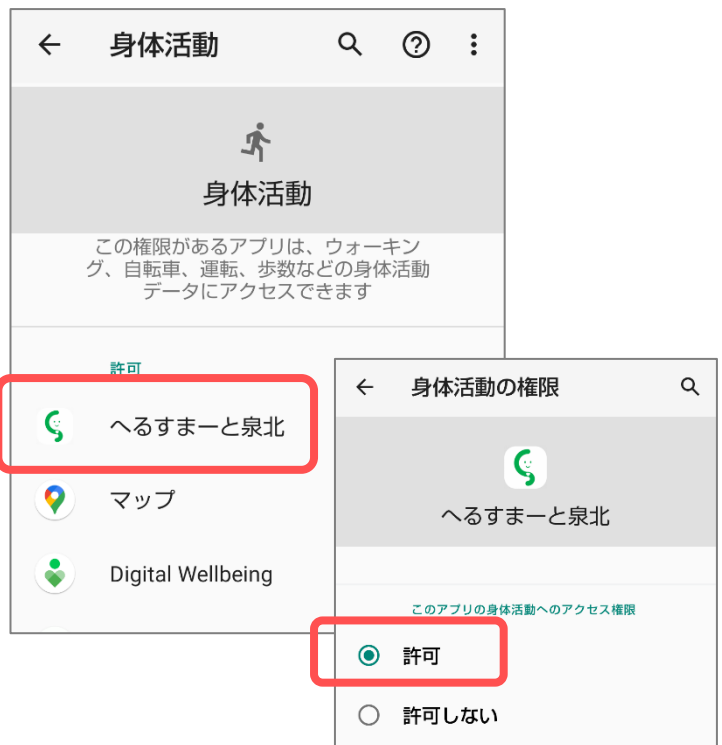 身体活動
身体活動
この権限があるアプリは、ウォーキン
グ、自転車、運転、歩数などの身体活動
データにアクセスできます
許可
へるすまーと泉北
マップ
Digital Wellbeing
身体活動の権限
へるすまーと泉北
このアプリの身体活動へのアクセス権限
許可
許可しない